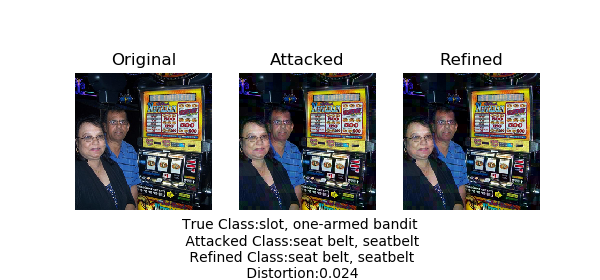 Original Attacked Refined
True Class:slot, one-armed bandit
Attacked Class:seat belt, seatbelt
Refined Class:seat belt, seatbelt
Distortion:0.024